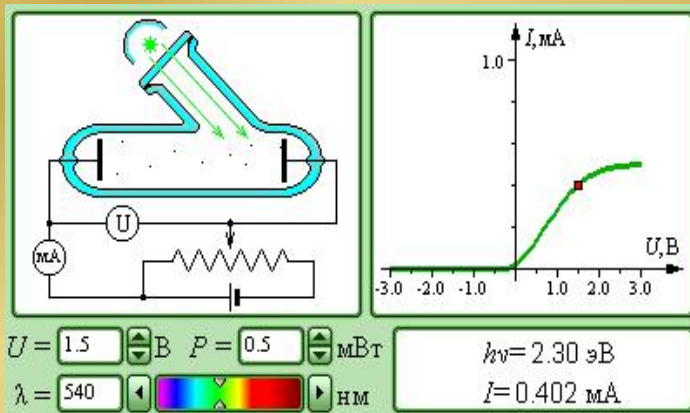 U
мА
I,мА
1.0
U,В
-3.0 -2.0 -1.0 0 1.0 2.0 3.0
U = 1.5 В P = 0.5 мВт
λ = 540 нм
hν= 2.30 эВ
I= 0.402 мА